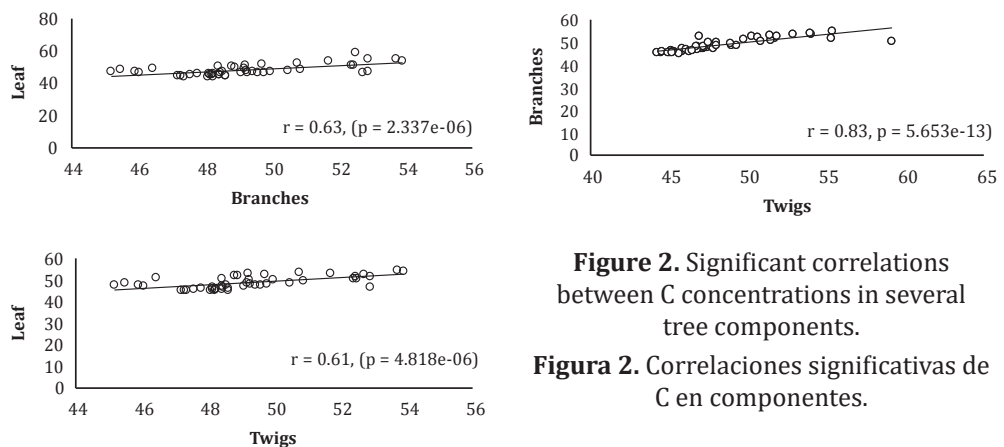 80
60
40
20
0
Leaf
r = 0.63, (p = 2.337e-06)
44 46 48 50 52 54 56
Branches
60
50
40
30
20
10
0
Branches
r = 0.83, p = 5.653e-13)
40 45 50 55 60 65
Twigs
60
50
40
30
20
10
0
Leaf
r = 0.61, (p = 4.818e-06)
44 46 48 50 52 54 56
Twigs
Figure 2. Significant correlations
between C concentrations in several
tree components.
Figura 2. Correlaciones significativas de
C en componentes.